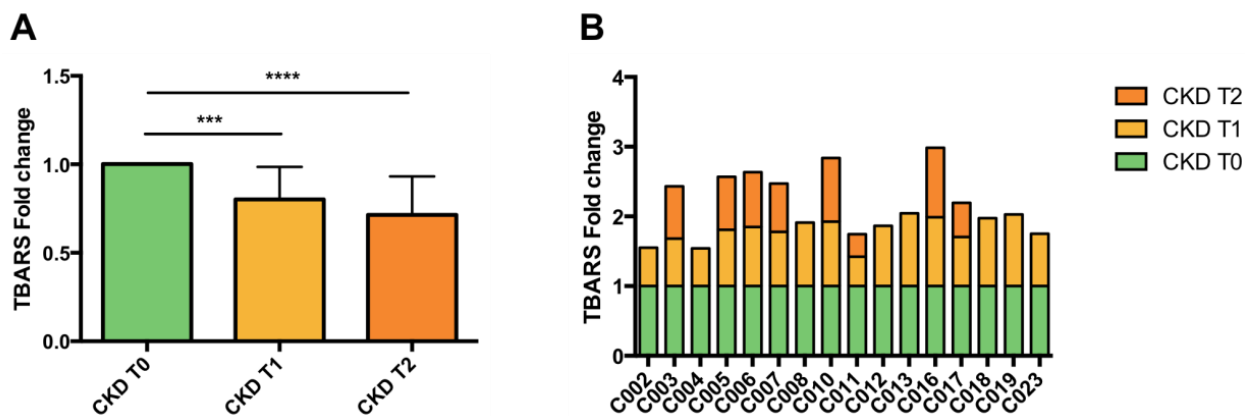 A
TBARS Fold change
1.5
1.0
0.5
0.0
****
***
CKD T0
CKD T1
CKD T2
B
TBARS Fold change
4
3
2
1
0
C002
C003
C004
C005
C006
C007
C008
C010
C011
C012
C013
C016
C017
C018
C019
C023
CKD T2
CKD T1
CKD T0